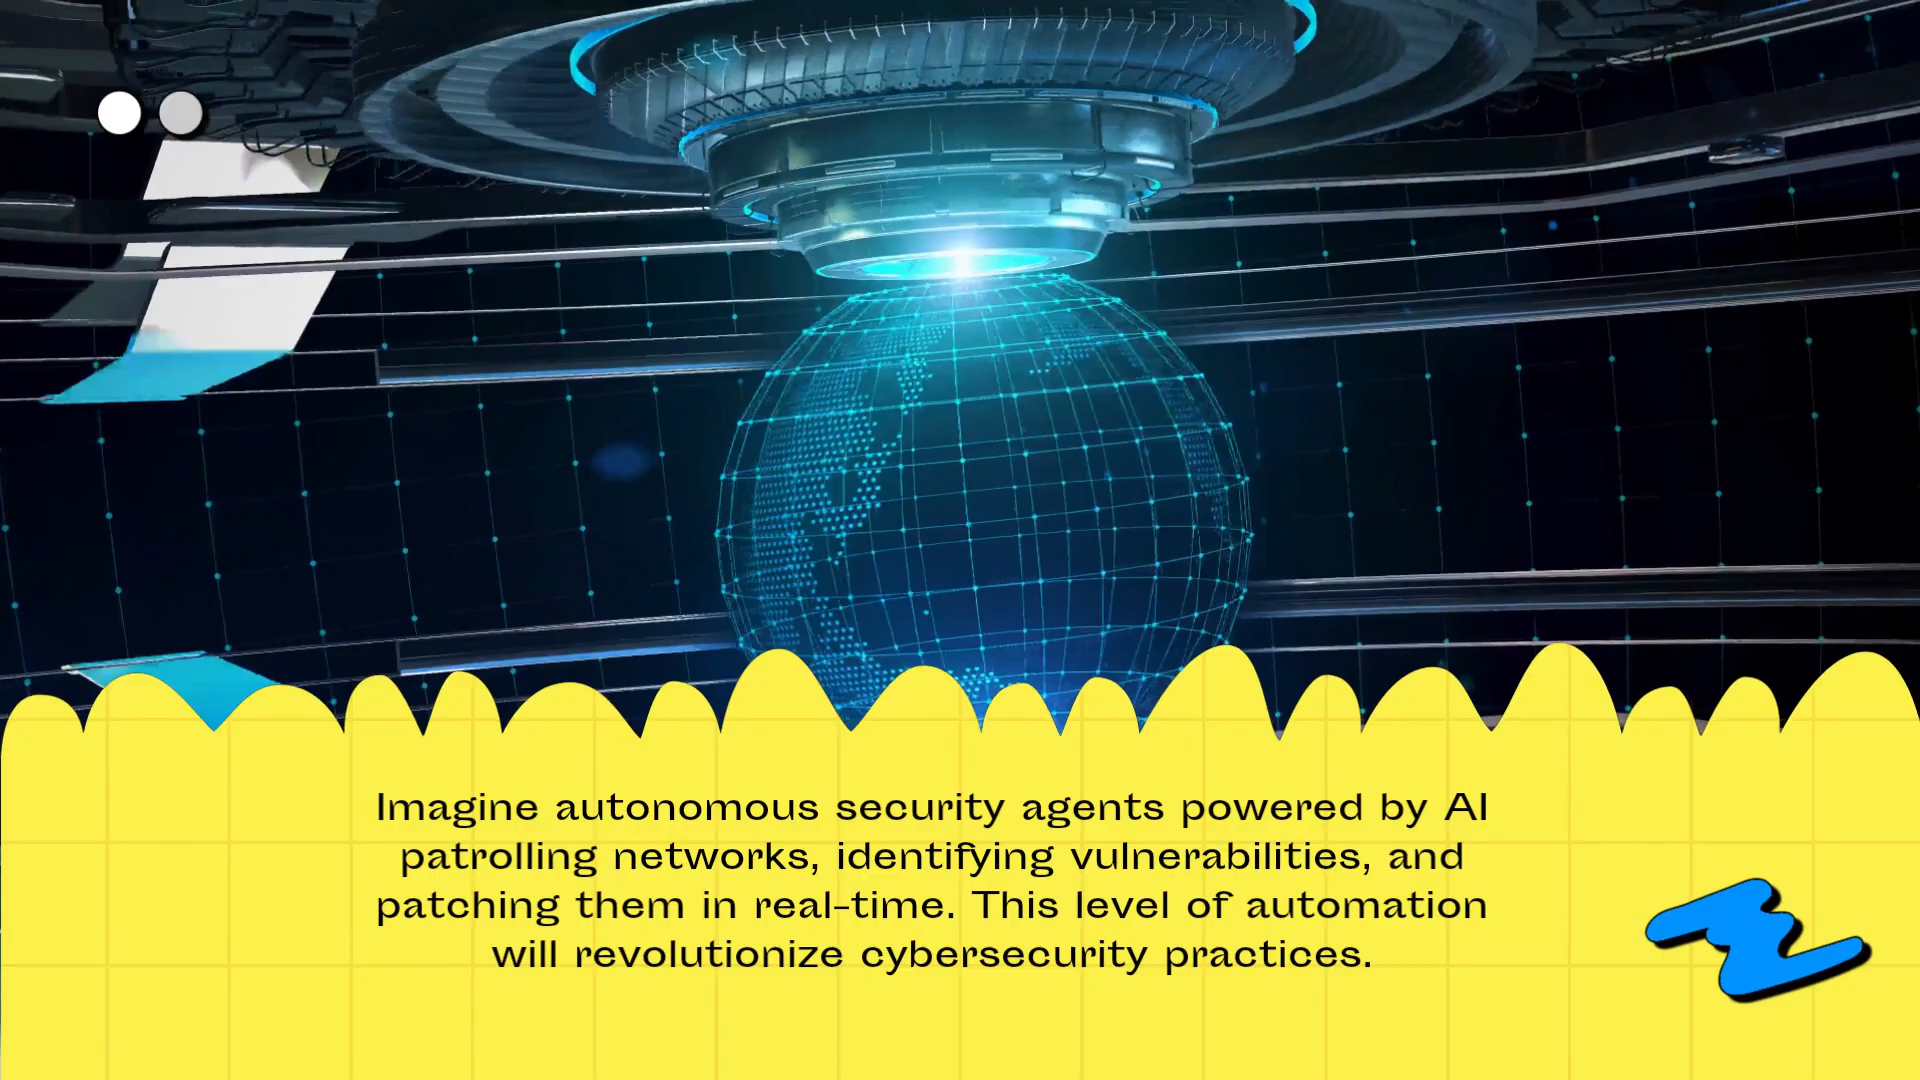 Imagine autonomous security agents powered by AI
patrolling networks, identifying vulnerabilities, and
patching them in real-time. This level of automation
will revolutionize cybersecurity practices.